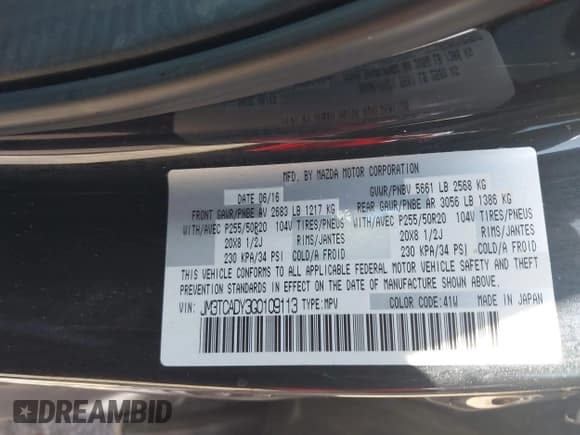 MFD. BY MAZDA MOTOR CORPORATION
DATE 06/16 GVWR/PNBV 5661 LB 2568 KG
FRONT GAWR/PNBE AV 2683 LB 1217 KG REAR GAWR/PNBE AR 3056 LB 1386 KG
WITH/AVEC P255/50R20 104V TIRES/PNEUS WITH/AVEC P255/50R20 104V TIRES/PNEUS
20X8 1/2J RIMS/JANTES 20X8 1/2J RIMS/JANTES
230 KPA/34 PSI COLD/A FROID 230 KPA/34 PSI COLD/A FROID
THIS VEHICLE CONFORMS TO ALL APPLICABLE FEDERAL MOTOR VEHICLE SAFETY AND THEFT
PREVENTION STANDARDS IN EFFECT ON THE DATE OF MANUFACTURE SHOWN ABOVE.
VIN: JM3TCADY3G0109113 TYPE:MPV COLOR CODE:41W MADE IN JAPAN
DREAMBID